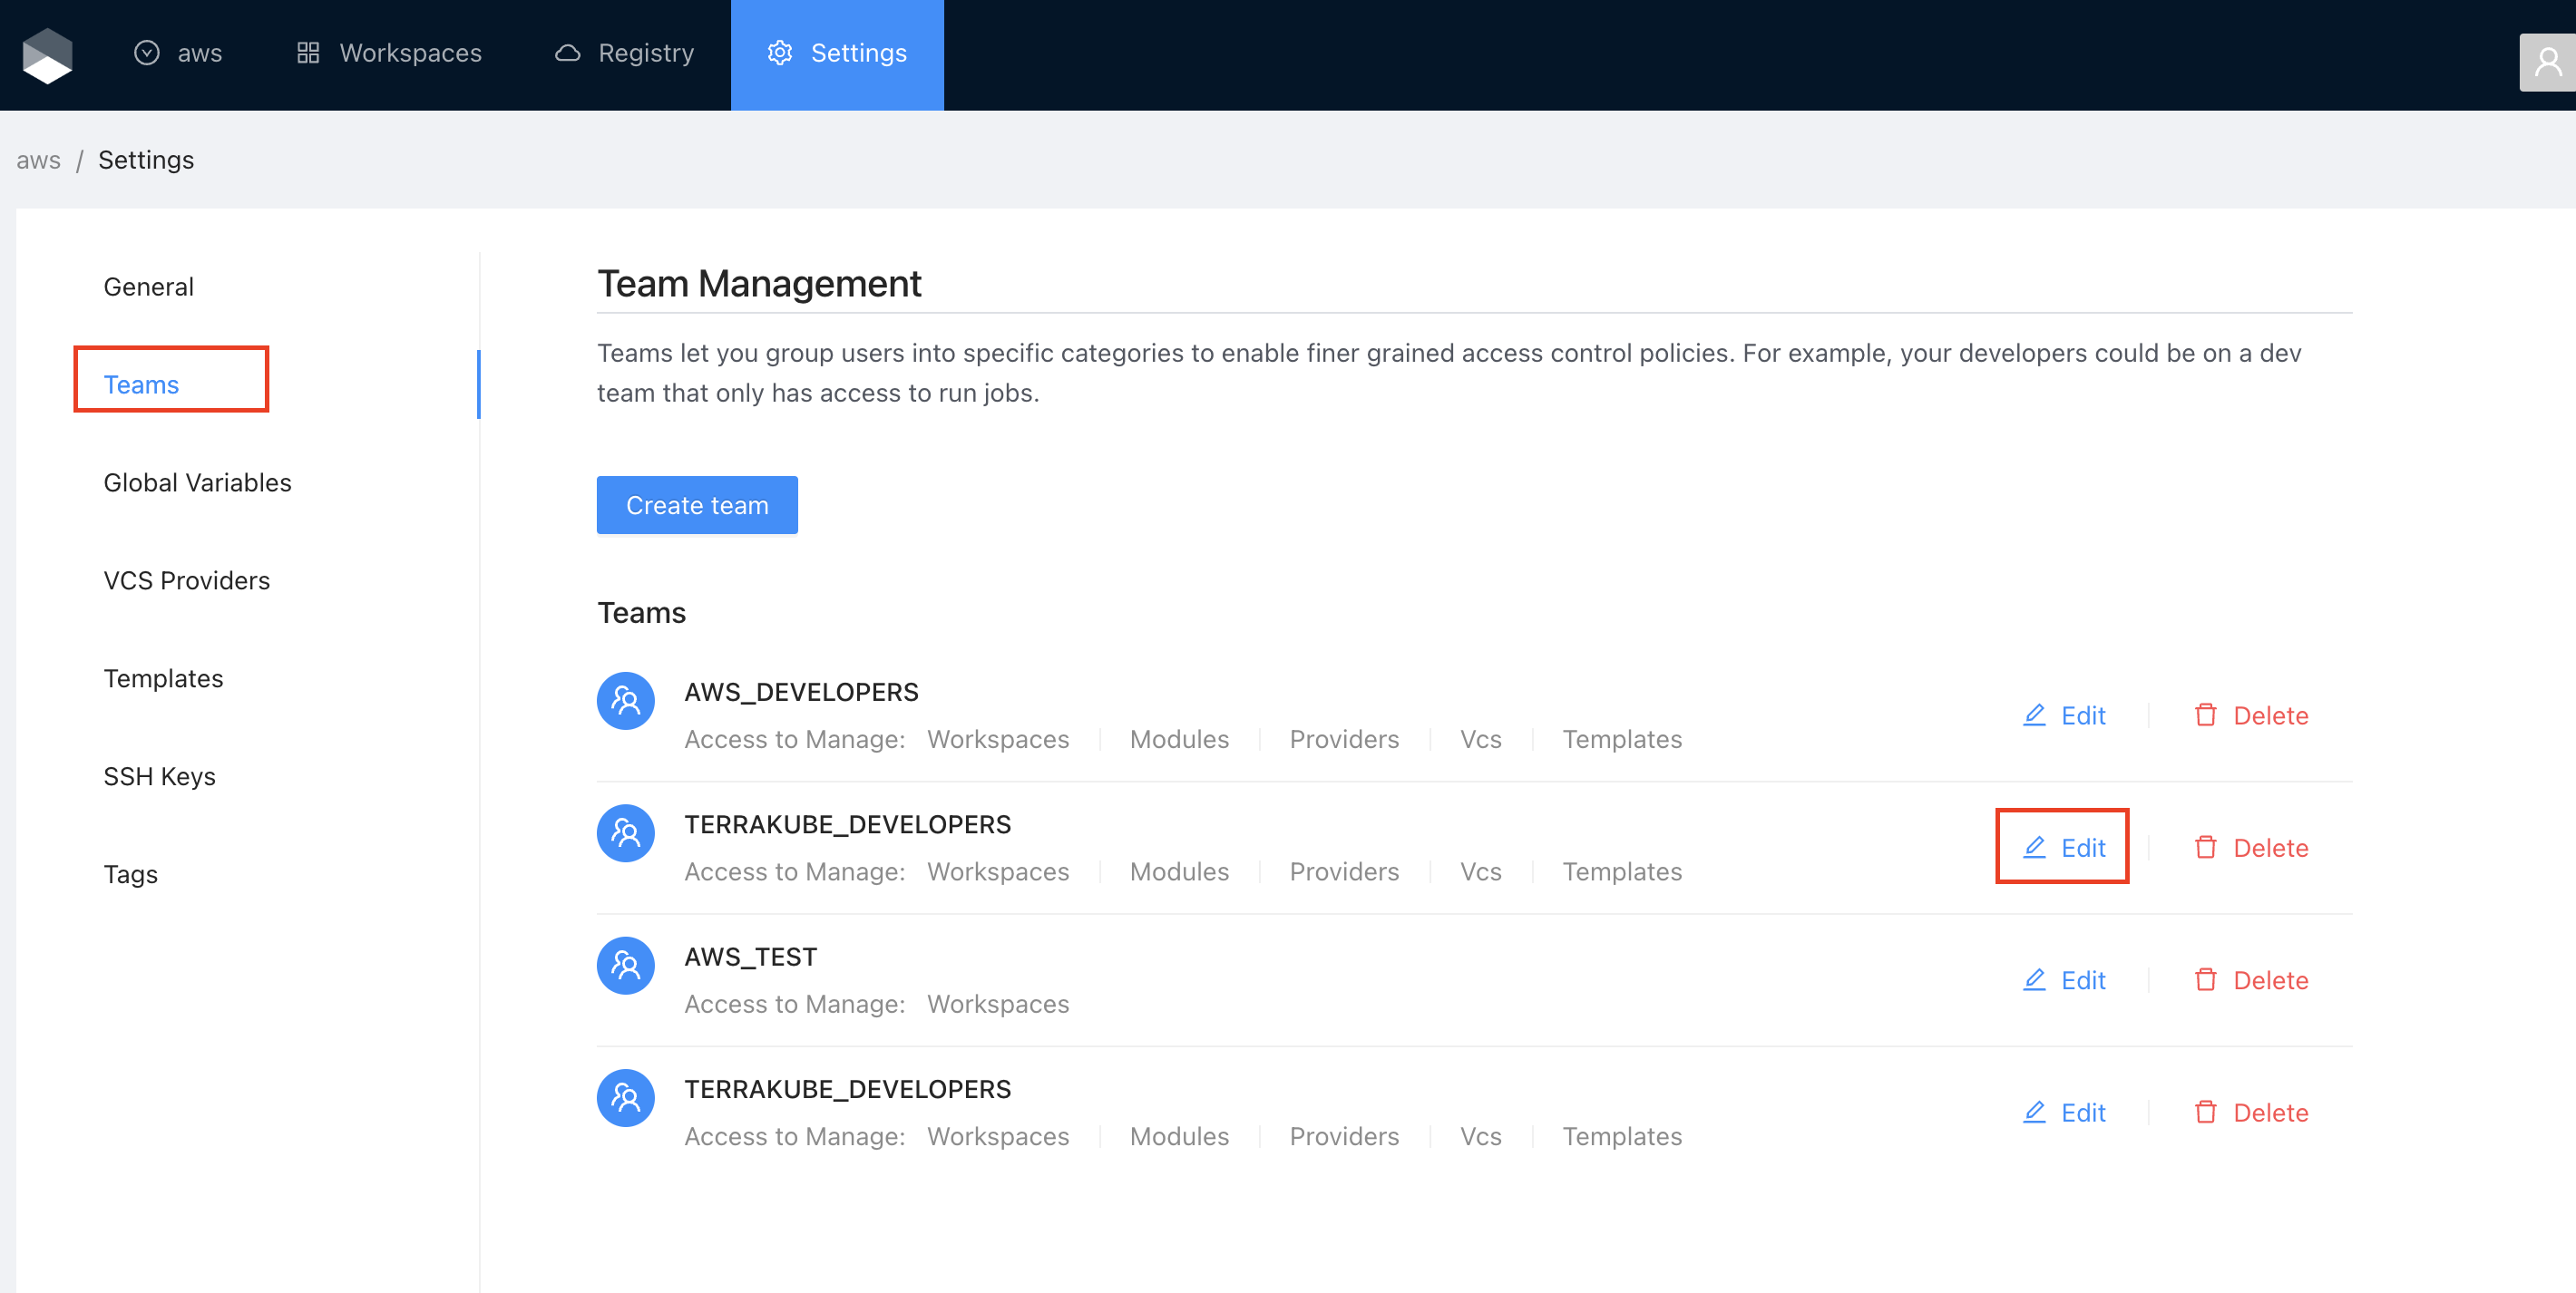 aws Workspaces Registry Settings
aws / Settings
General
Teams
Global Variables
VCS Providers
Templates
SSH Keys
Tags
Team Management
Teams let you group users into specific categories to enable finer grained access control policies. For example, your developers could be on a dev
team that only has access to run jobs.
Create team
Teams
AWS_DEVELOPERS
Access to Manage: Workspaces Modules Providers Vcs Templates
Edit Delete
TERRAKUBE_DEVELOPERS
Access to Manage: Workspaces Modules Providers Vcs Templates
Edit Delete
AWS_TEST
Access to Manage: Workspaces
Edit Delete
TERRAKUBE_DEVELOPERS
Access to Manage: Workspaces Modules Providers Vcs Templates
Edit Delete